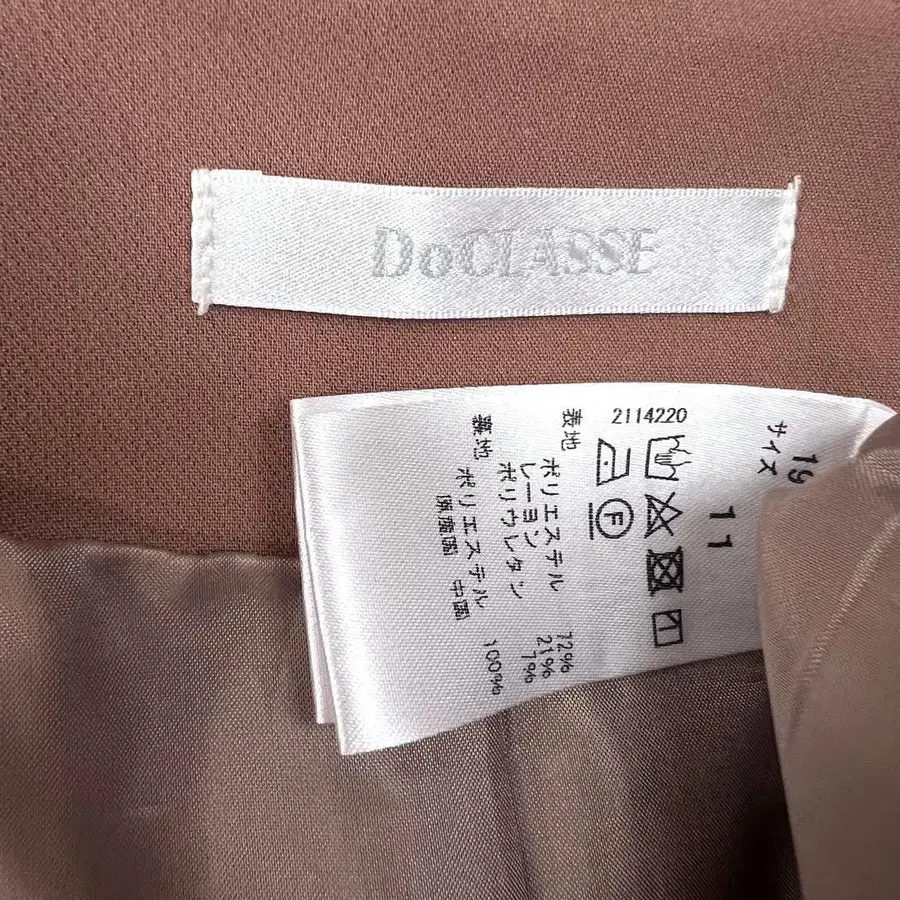 DoCLASSE
2114220
サイズ
11
表地
ポリエステル 72%
レーヨン 21%
ポリウレタン 7%
裏地
ポリエステル 100%
原産国 中国
F